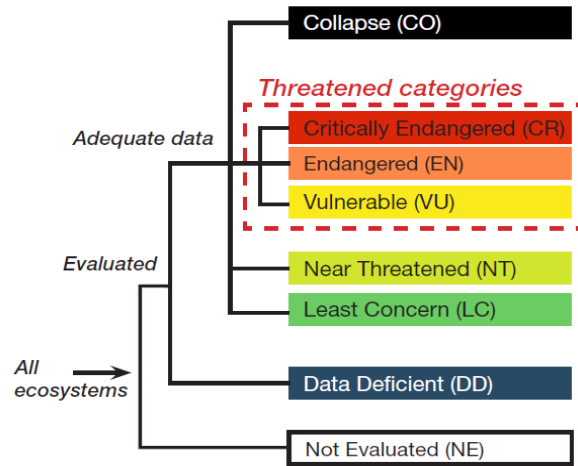 Collapse (CO)
Threatened categories
Critically Endangered (CR)
Adequate data
Endangered (EN)
Vulnerable (VU)
Evaluated
Near Threatened (NT)
Least Concern (LC)
All
ecosystems
Data Deficient (DD)
Not Evaluated (NE)